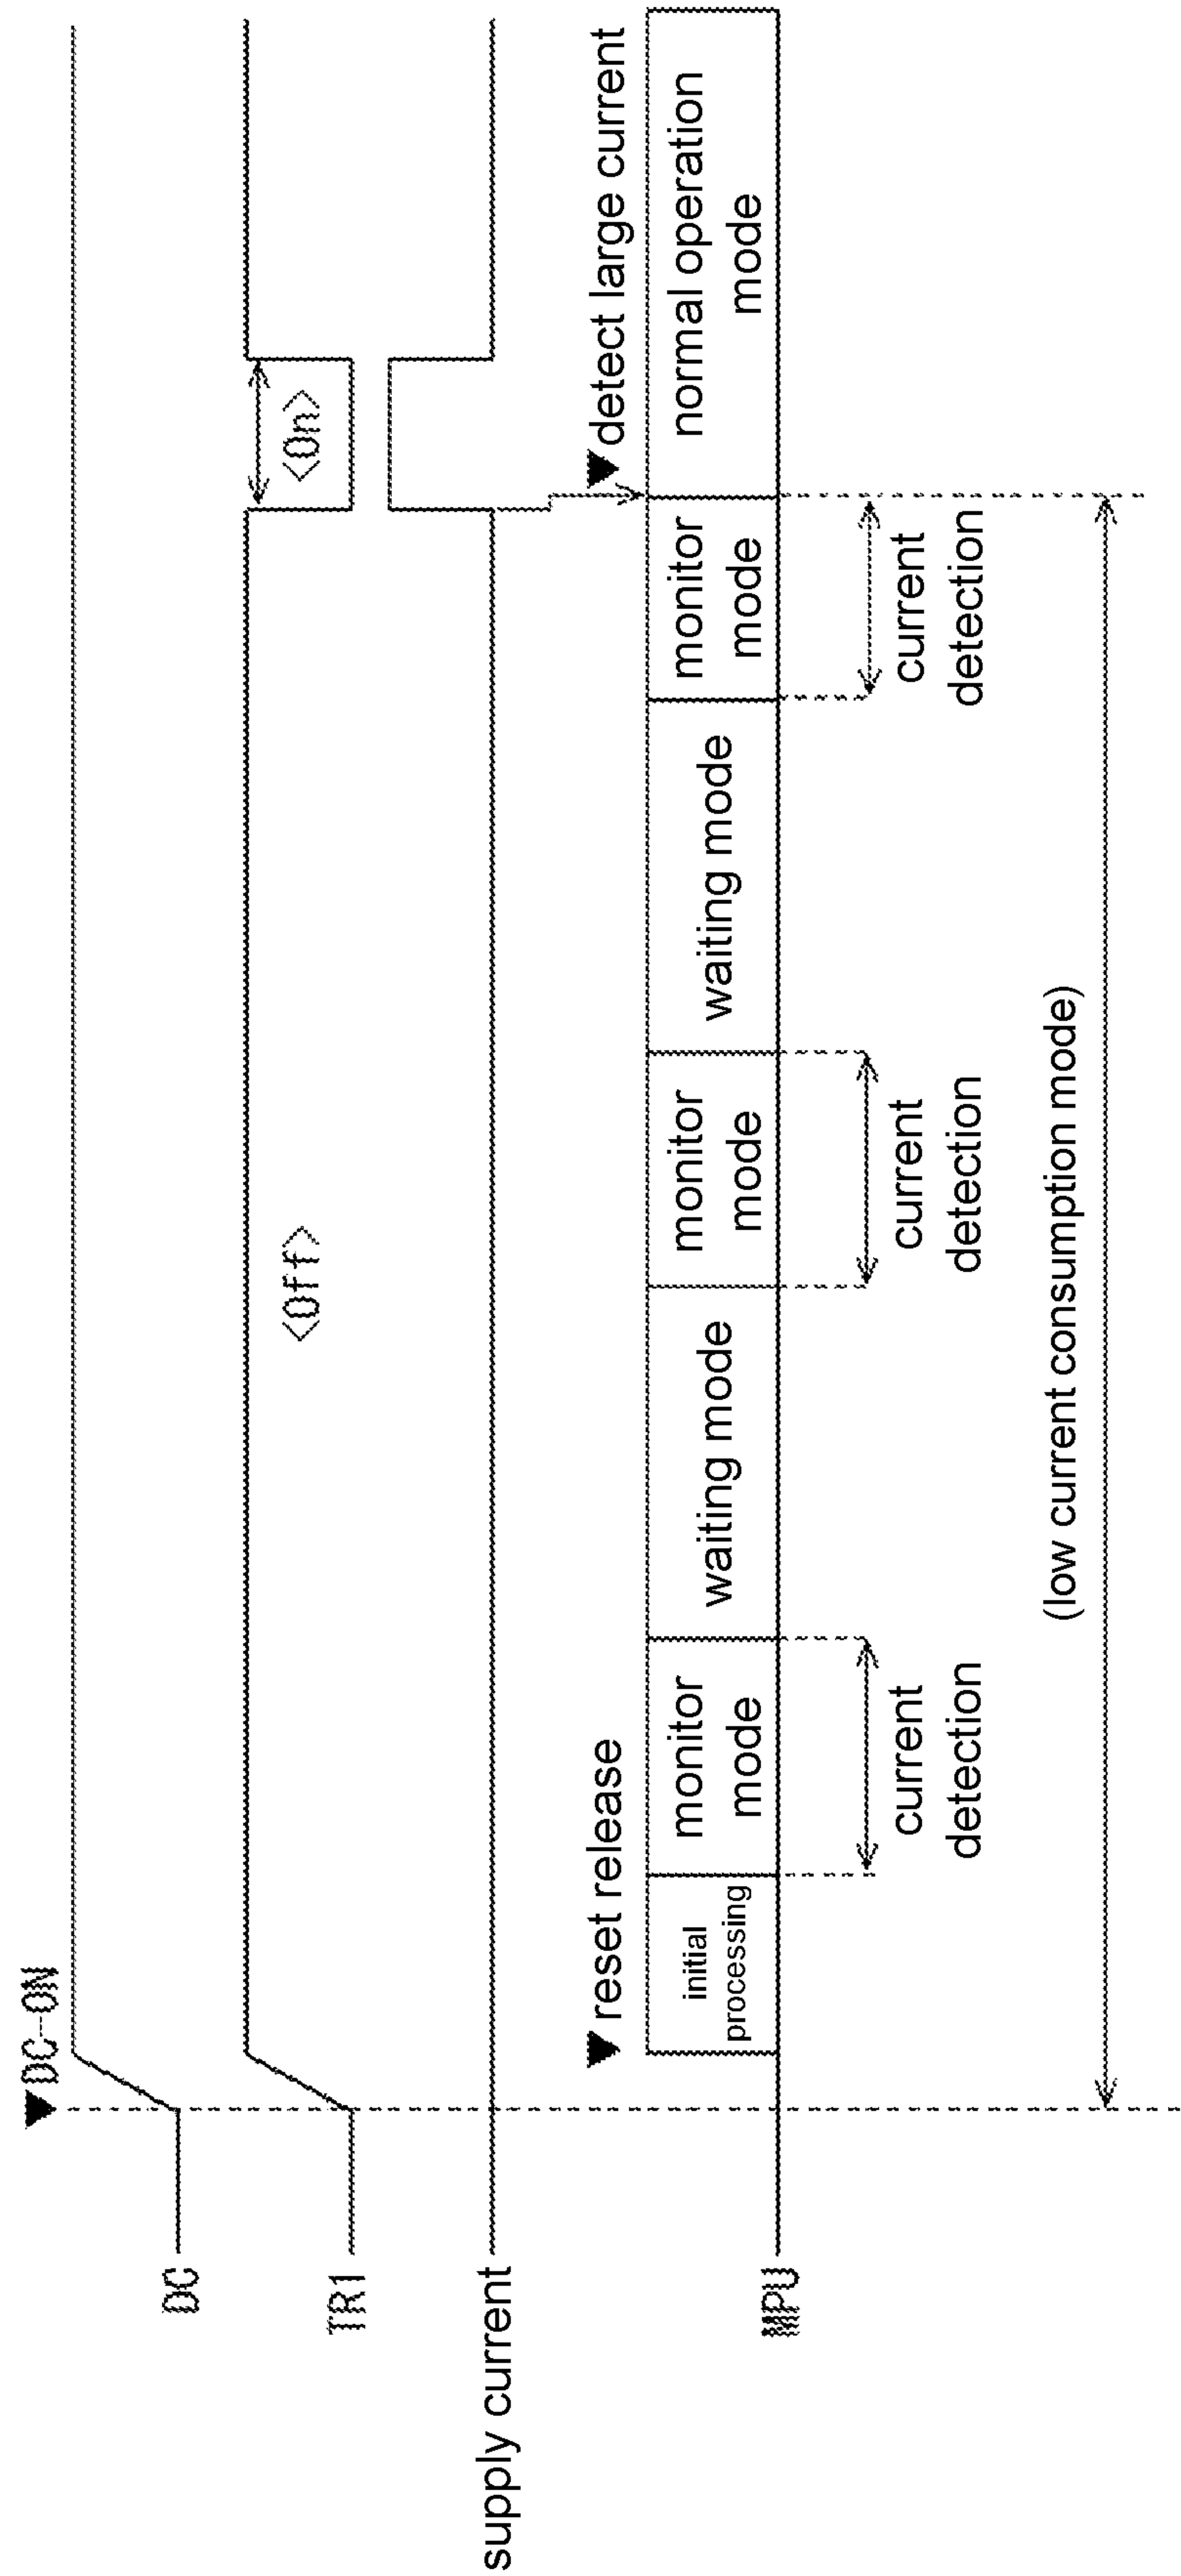 ▼DC-ON
DC
<Off>
<On>
TR1
supply current
▼reset release
▼detect large current
initial
processing
monitor
mode
waiting mode
monitor
mode
waiting mode
monitor
mode
normal operation
mode
MPU
current
detection
current
detection
current
detection
(low current consumption mode)